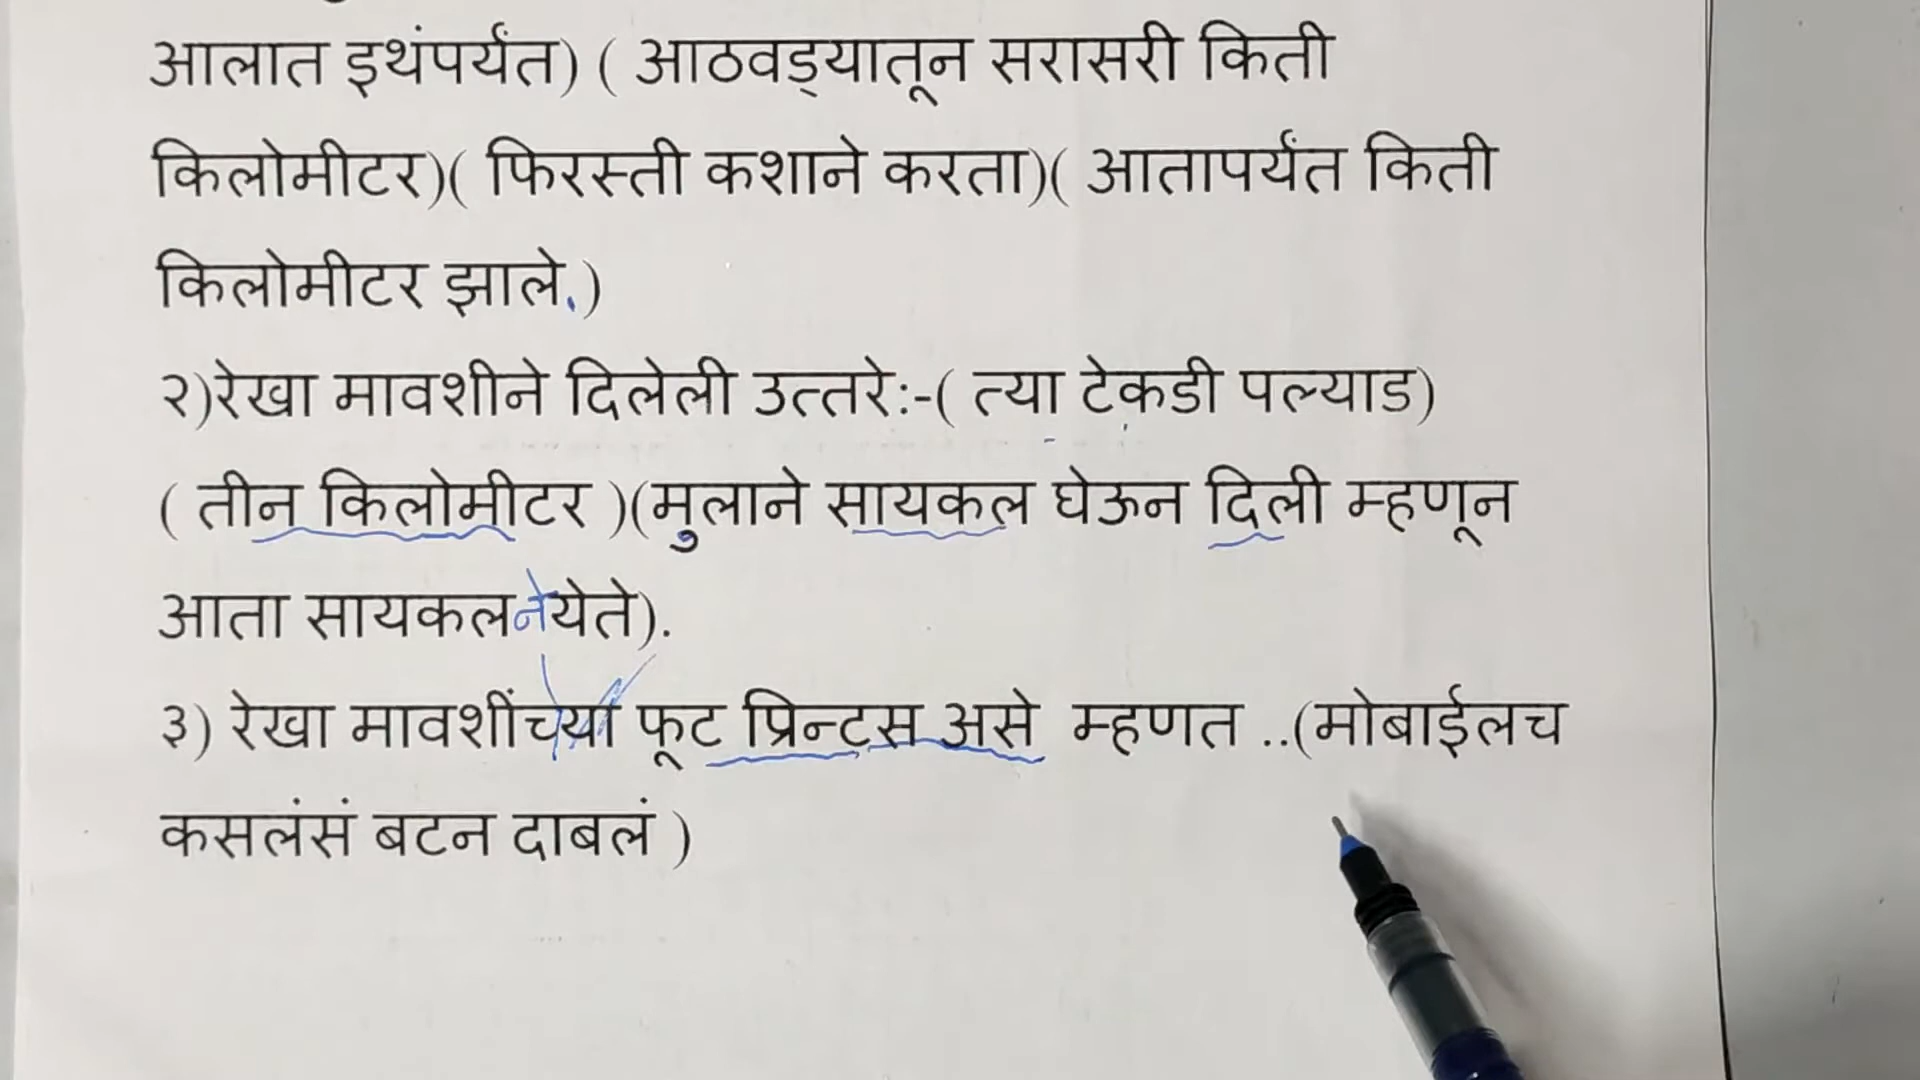 आलात इथंपर्यंत) ( आठवड्यातून सरासरी किती
किलोमीटर)( फिरस्ती कशाने करता)( आतापर्यंत किती
किलोमीटर झाले.)
२)रेखा मावशीने दिलेली उत्तरे:-( त्या टेकडी पल्याड)
( तीन किलोमीटर )(मुलाने सायकल घेऊन दिली म्हणून
आता सायकलनेयेते).
३) रेखा मावशींच्या फूट प्रिन्ट्स असे म्हणत ..(मोबाईलच
कसलंसं बटन दाबलं )